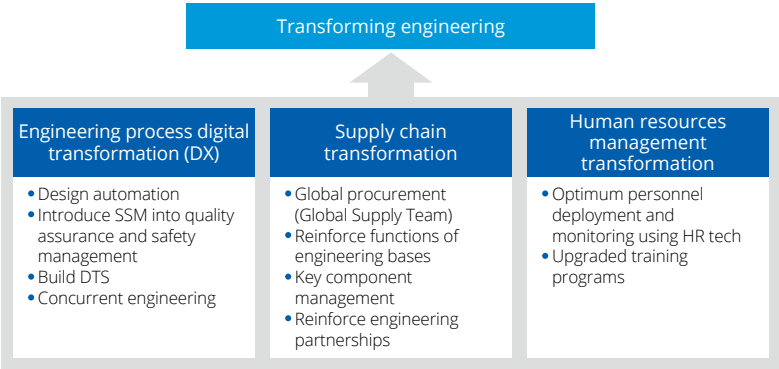 Transforming engineering
Engineering process digital
transformation (DX)
• Design automation
• Introduce SSM into quality
assurance and safety
management
• Build DTS
• Concurrent engineering
Supply chain
transformation
• Global procurement
(Global Supply Team)
• Reinforce functions of
engineering bases
• Key component
management
• Reinforce engineering
partnerships
Human resources
management
transformation
• Optimum personnel
deployment and
monitoring using HR tech
• Upgraded training
programs